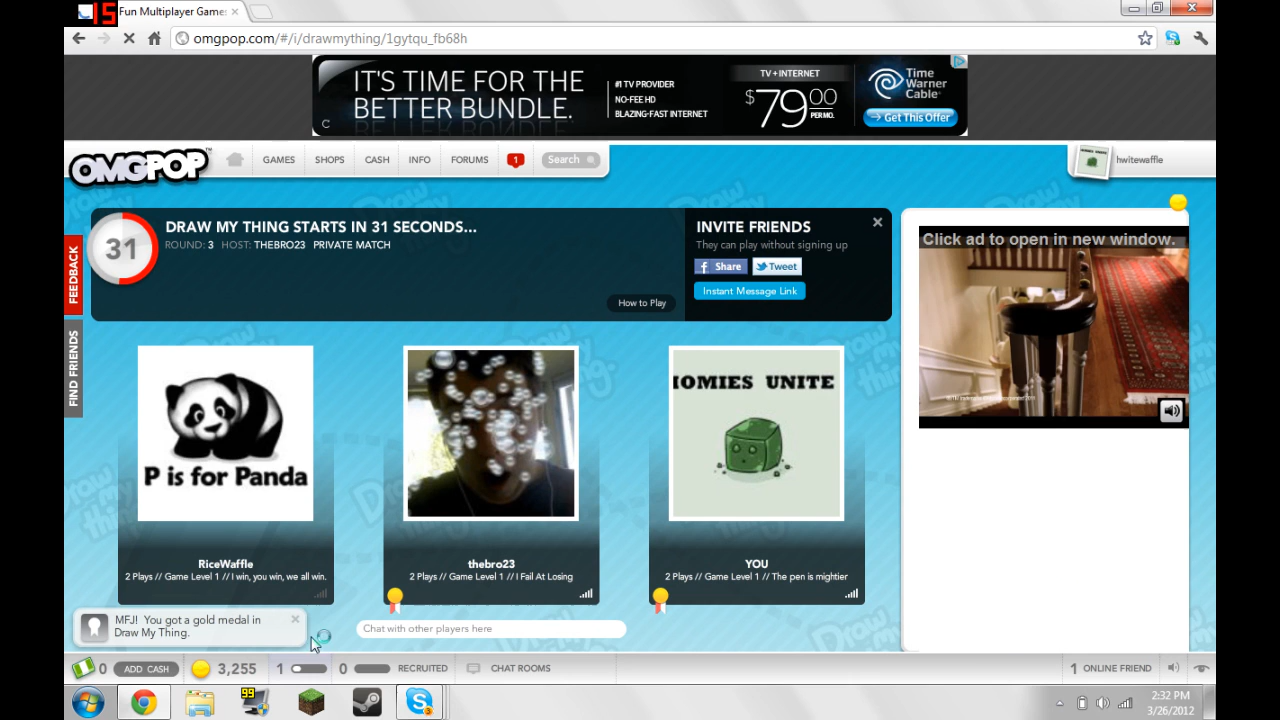 15
Fun Multiplayer Game
omgpop.com/#/i/drawmything/1gytqu_fb68h
IT'S TIME FOR THE
BETTER BUNDLE.
C
#1 TV PROVIDER
NO-FEE HD
BLAZING-FAST INTERNET
TV + INTERNET
$79.00
PER MO.
Time
Warner
Cable
Get This Offer
OMGPOP™
GAMES
SHOPS
CASH
INFO
FORUMS
1
Search
hwitewaffle
FEEDBACK
FIND FRIENDS
31
DRAW MY THING STARTS IN 31 SECONDS...
ROUND: 3 HOST: THEBRO23 PRIVATE MATCH
How to Play
INVITE FRIENDS
They can play without signing up
f Share
Tweet
Instant Message Link
Click ad to open in new window.
P is for Panda
HOMIES UNITE
RiceWaffle
2 Plays // Game Level 1 // I win, you win, we all win.
thebro23
2 Plays // Game Level 1 // I Fail At Losing
YOU
2 Plays // Game Level 1 // The pen is mightier
MFJ! You got a gold medal in
Draw My Thing.
Chat with other players here
0
ADD CASH
3,255
1
0
RECRUITED
CHAT ROOMS
1 ONLINE FRIEND
99
2:32 PM
3/26/2012